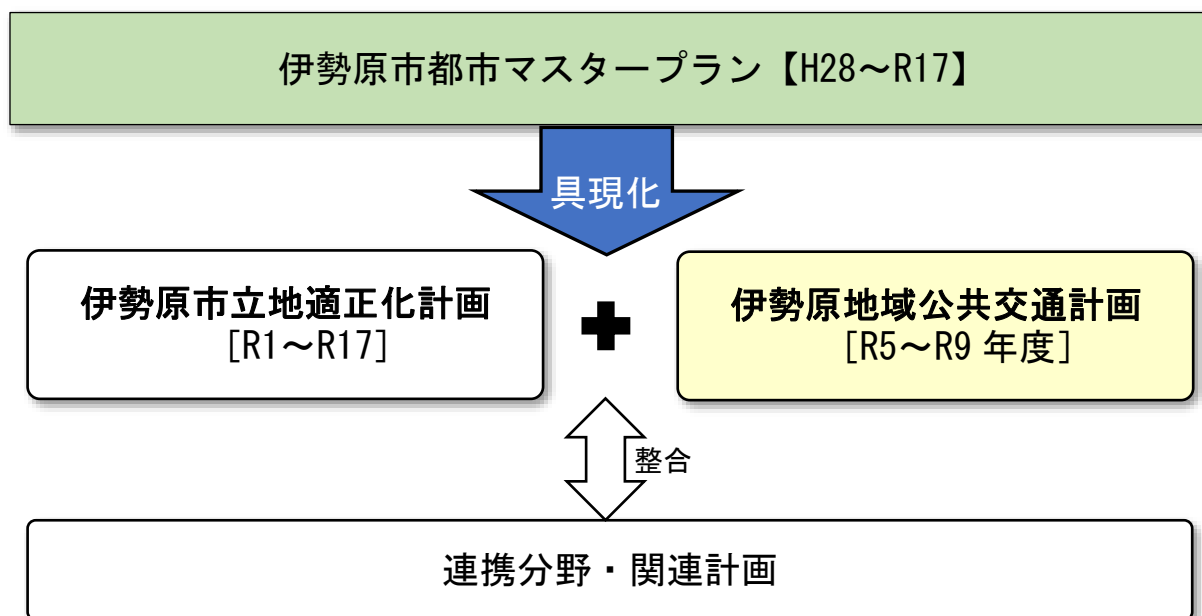 伊勢原市都市マスタープラン【H28～R17】
具現化
伊勢原市立地適正化計画
[R1～R17]
伊勢原地域公共交通計画
[R5～R9 年度]
整合
連携分野・関連計画